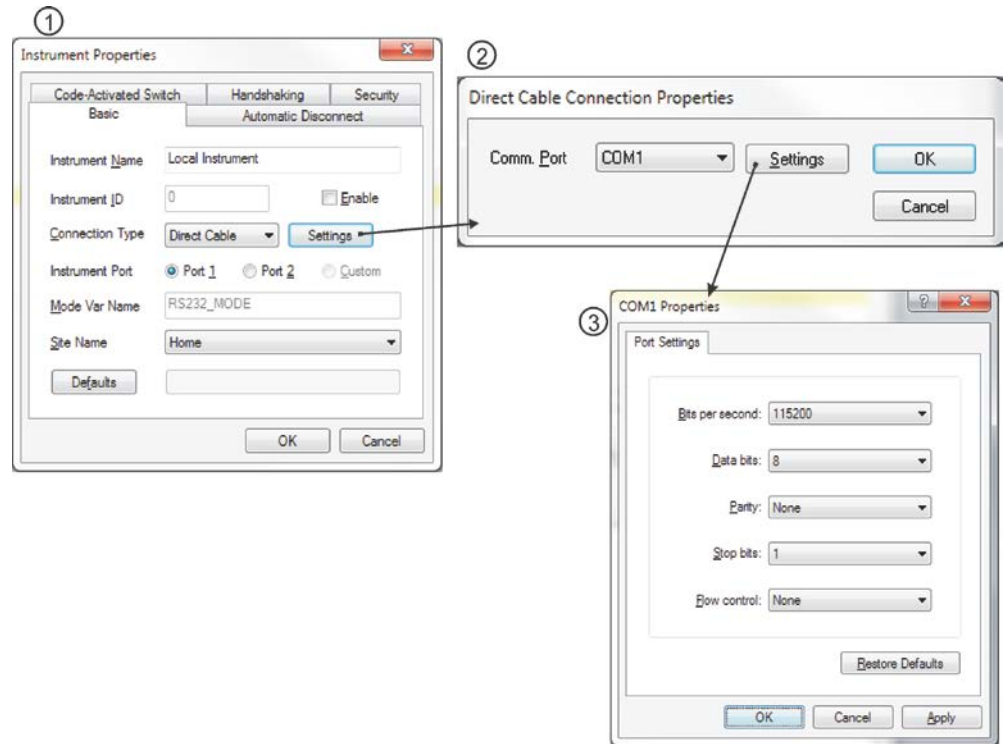 1
Instrument Properties
Code-Activated Switch Handshaking Security
Basic Automatic Disconnect
Instrument Name Local Instrument
Instrument ID 0 Enable
Connection Type Direct Cable Settings
Instrument Port Port 1 Port 2 Custom
Mode Var Name RS232_MODE
Site Name Home
Defaults
OK Cancel
2
Direct Cable Connection Properties
Comm. Port COM1 Settings OK
Cancel
3
COM1 Properties
Port Settings
Bits per second: 115200
Data bits: 8
Parity: None
Stop bits: 1
Flow control: None
Restore Defaults
OK Cancel Apply